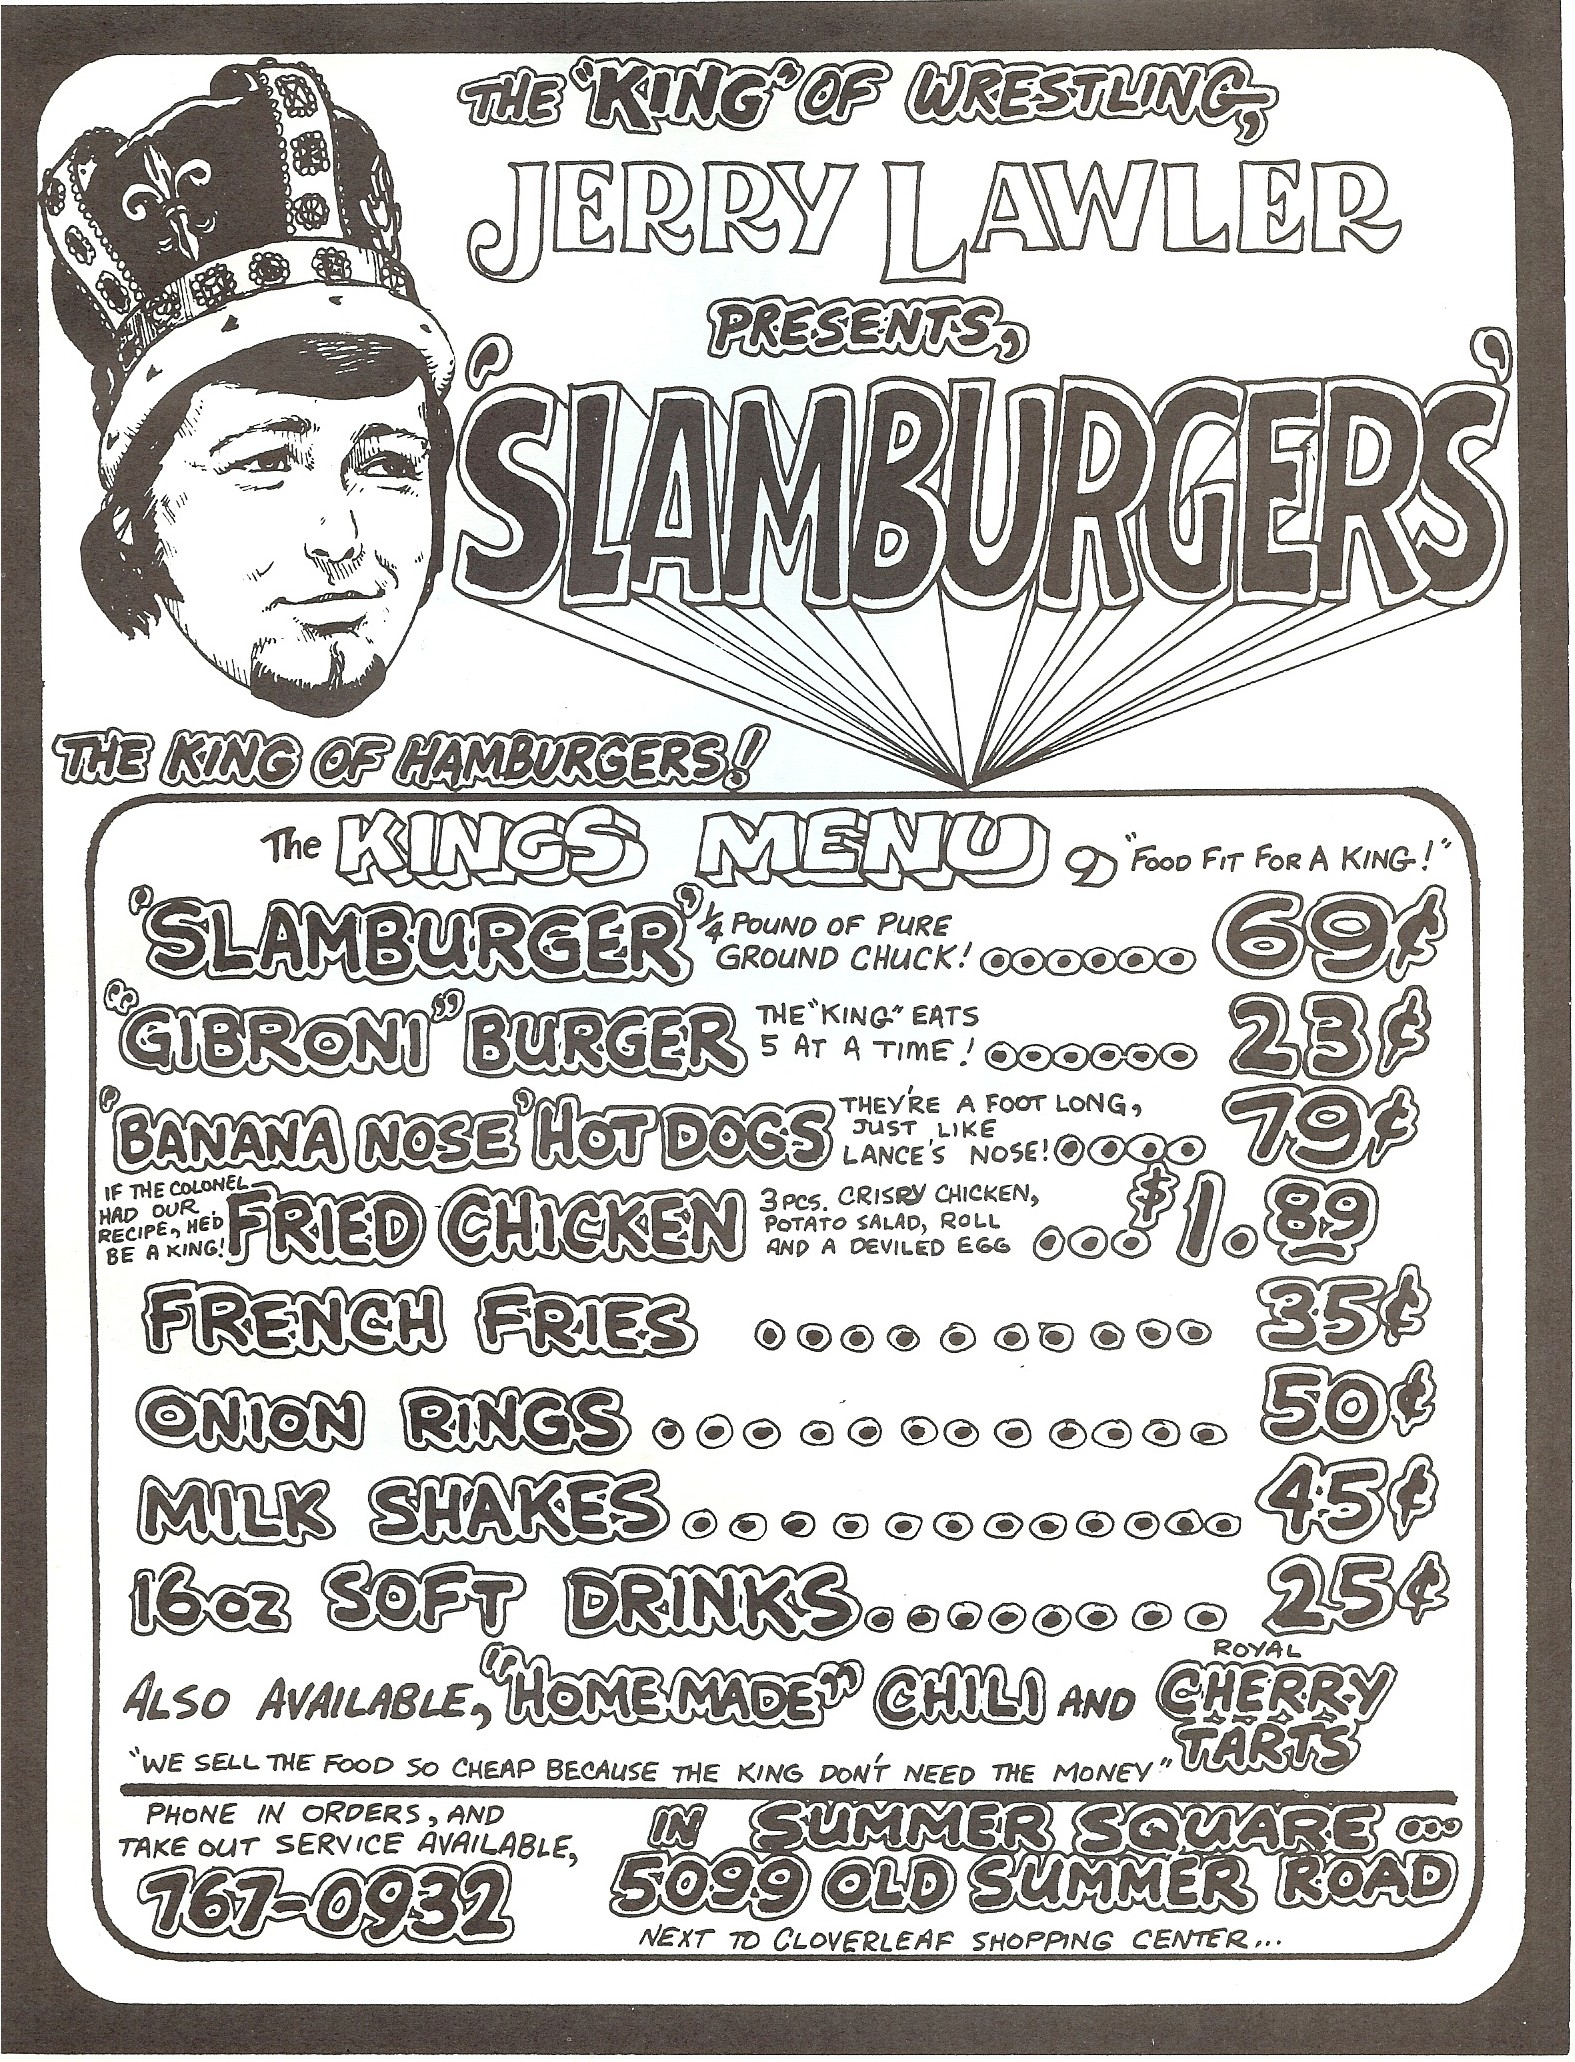 THE "KING" OF WRESTLING,
JERRY LAWLER
PRESENTS,
'SLAMBURGERS'
THE KING OF HAMBURGERS!
The KINGS MENU, "FOOD FIT FOR A KING!"
'SLAMBURGER' 1/4 POUND OF PURE
GROUND CHUCK! 69¢
"GIBRONI" BURGER THE "KING" EATS
5 AT A TIME! 23¢
'BANANA NOSE' HOT DOGS THEY'RE A FOOT LONG,
JUST LIKE
LANCE'S NOSE! 79¢
IF THE COLONEL
HAD OUR
RECIPE, HE'D
BE A KING!
FRIED CHICKEN 3 PCS. CRISPY CHICKEN,
POTATO SALAD, ROLL
AND A DEVILED EGG $1.89
FRENCH FRIES 35¢
ONION RINGS 50¢
MILK SHAKES 45¢
16 oz SOFT DRINKS 25¢
ALSO AVAILABLE, "HOME MADE" CHILI AND ROYAL
CHERRY
TARTS
"WE SELL THE FOOD SO CHEAP BECAUSE THE KING DON'T NEED THE MONEY"
PHONE IN ORDERS, AND
TAKE OUT SERVICE AVAILABLE,
767-0932
IN SUMMER SQUARE...
5099 OLD SUMMER ROAD
NEXT TO CLOVERLEAF SHOPPING CENTER...